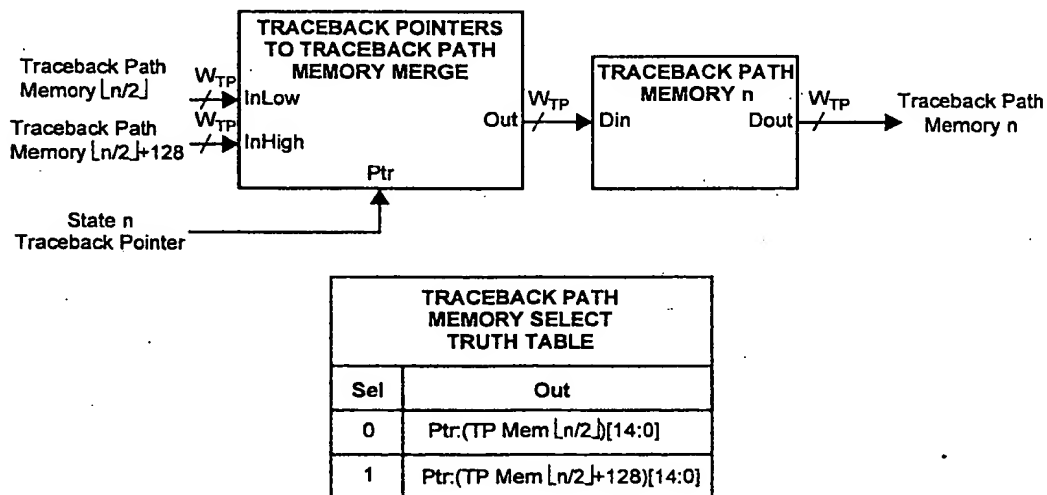 TRACEBACK POINTERS
TO TRACEBACK PATH
MEMORY MERGE
Traceback Path
Memory ⌊n/2⌋
W_TP
InLow
Traceback Path
Memory ⌊n/2⌋+128
W_TP
InHigh
Ptr
Out
W_TP
TRACEBACK PATH
MEMORY n
Din
Dout
W_TP
Traceback Path
Memory n
State n
Traceback Pointer
TRACEBACK PATH
MEMORY SELECT
TRUTH TABLE
Sel Out
0 Ptr:(TP Mem ⌊n/2⌋)[14:0]
1 Ptr:(TP Mem ⌊n/2⌋+128)[14:0]